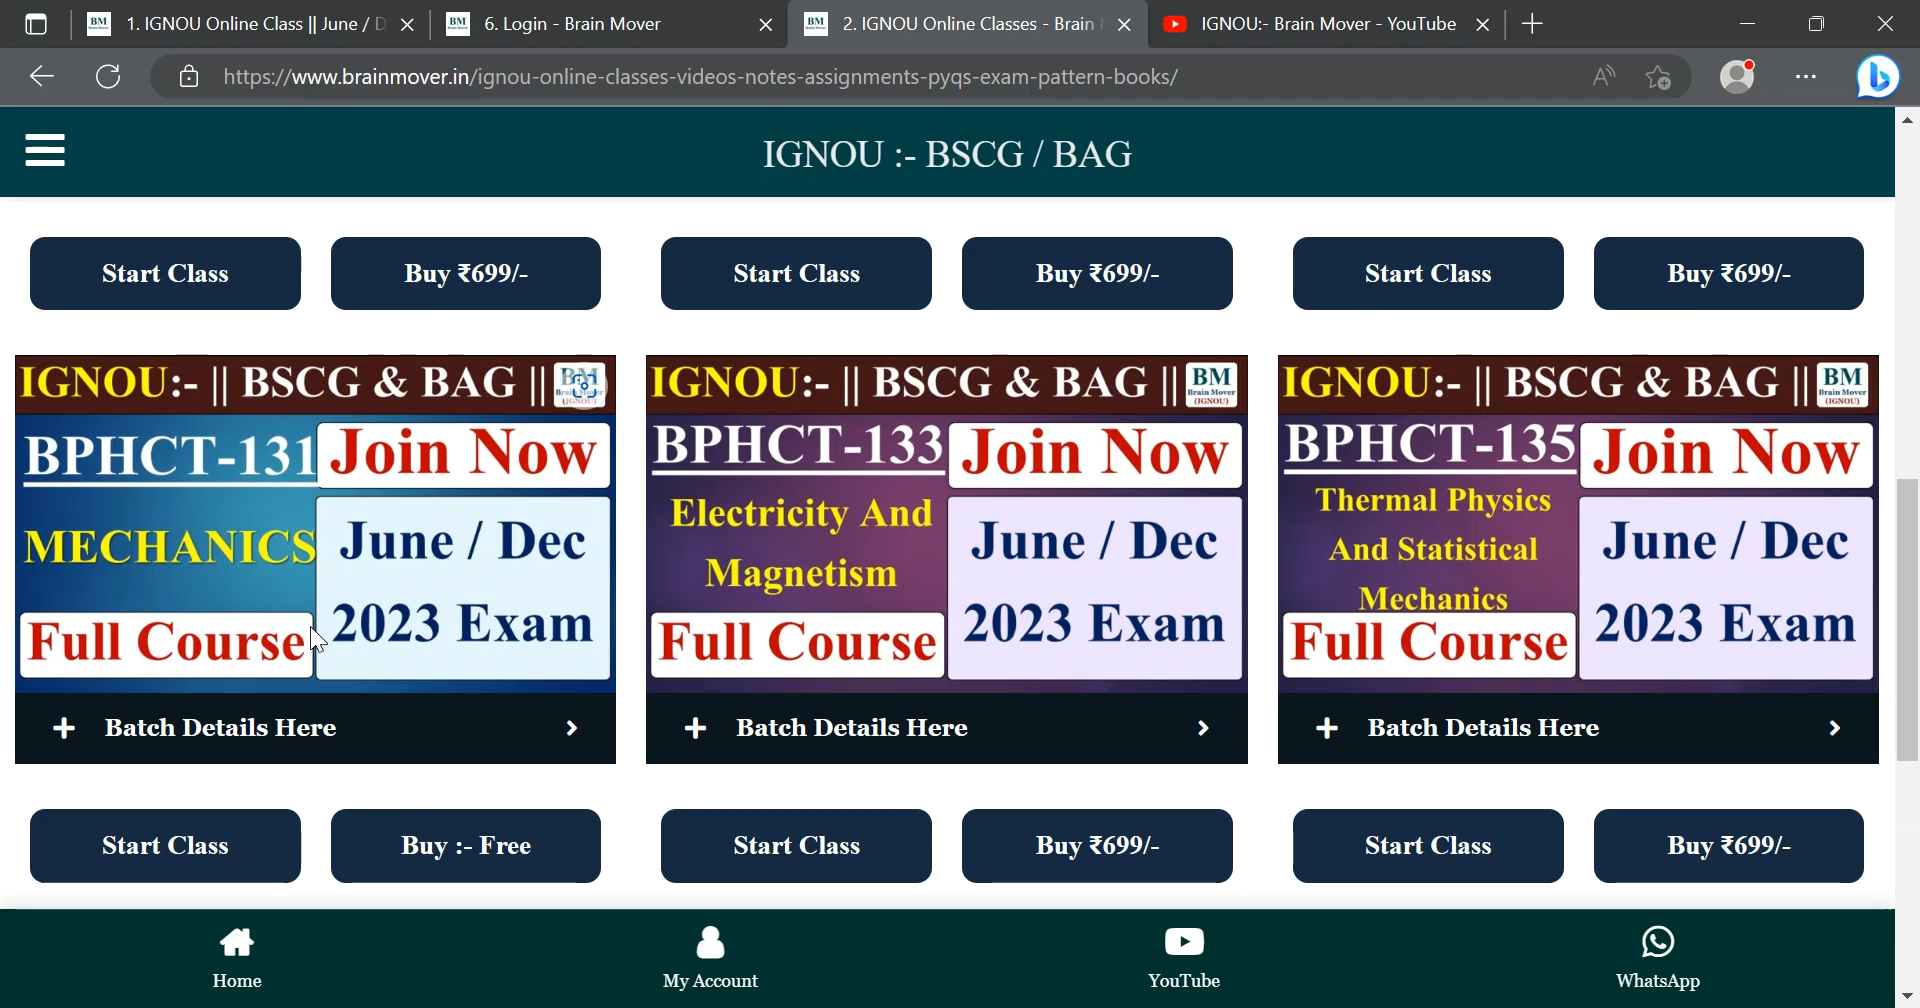 1. IGNOU Online Class || June / D
6. Login - Brain Mover
2. IGNOU Online Classes - Brain
IGNOU:- Brain Mover - YouTube
https://www.brainmover.in/ignou-online-classes-videos-notes-assignments-pyqs-exam-pattern-books/
IGNOU :- BSCG / BAG
Start Class
Buy ₹699/-
Start Class
Buy ₹699/-
Start Class
Buy ₹699/-
IGNOU:- || BSCG & BAG ||
BPHCT-131
Join Now
MECHANICS
June / Dec
2023 Exam
Full Course
+ Batch Details Here
IGNOU:- || BSCG & BAG ||
BM
Brain Mover
(IGNOU)
BPHCT-133
Join Now
Electricity And
Magnetism
June / Dec
2023 Exam
Full Course
+ Batch Details Here
IGNOU:- || BSCG & BAG ||
BM
Brain Mover
(IGNOU)
BPHCT-135
Join Now
Thermal Physics
And Statistical
Mechanics
June / Dec
2023 Exam
Full Course
+ Batch Details Here
Start Class
Buy :- Free
Start Class
Buy ₹699/-
Start Class
Buy ₹699/-
Home
My Account
YouTube
WhatsApp